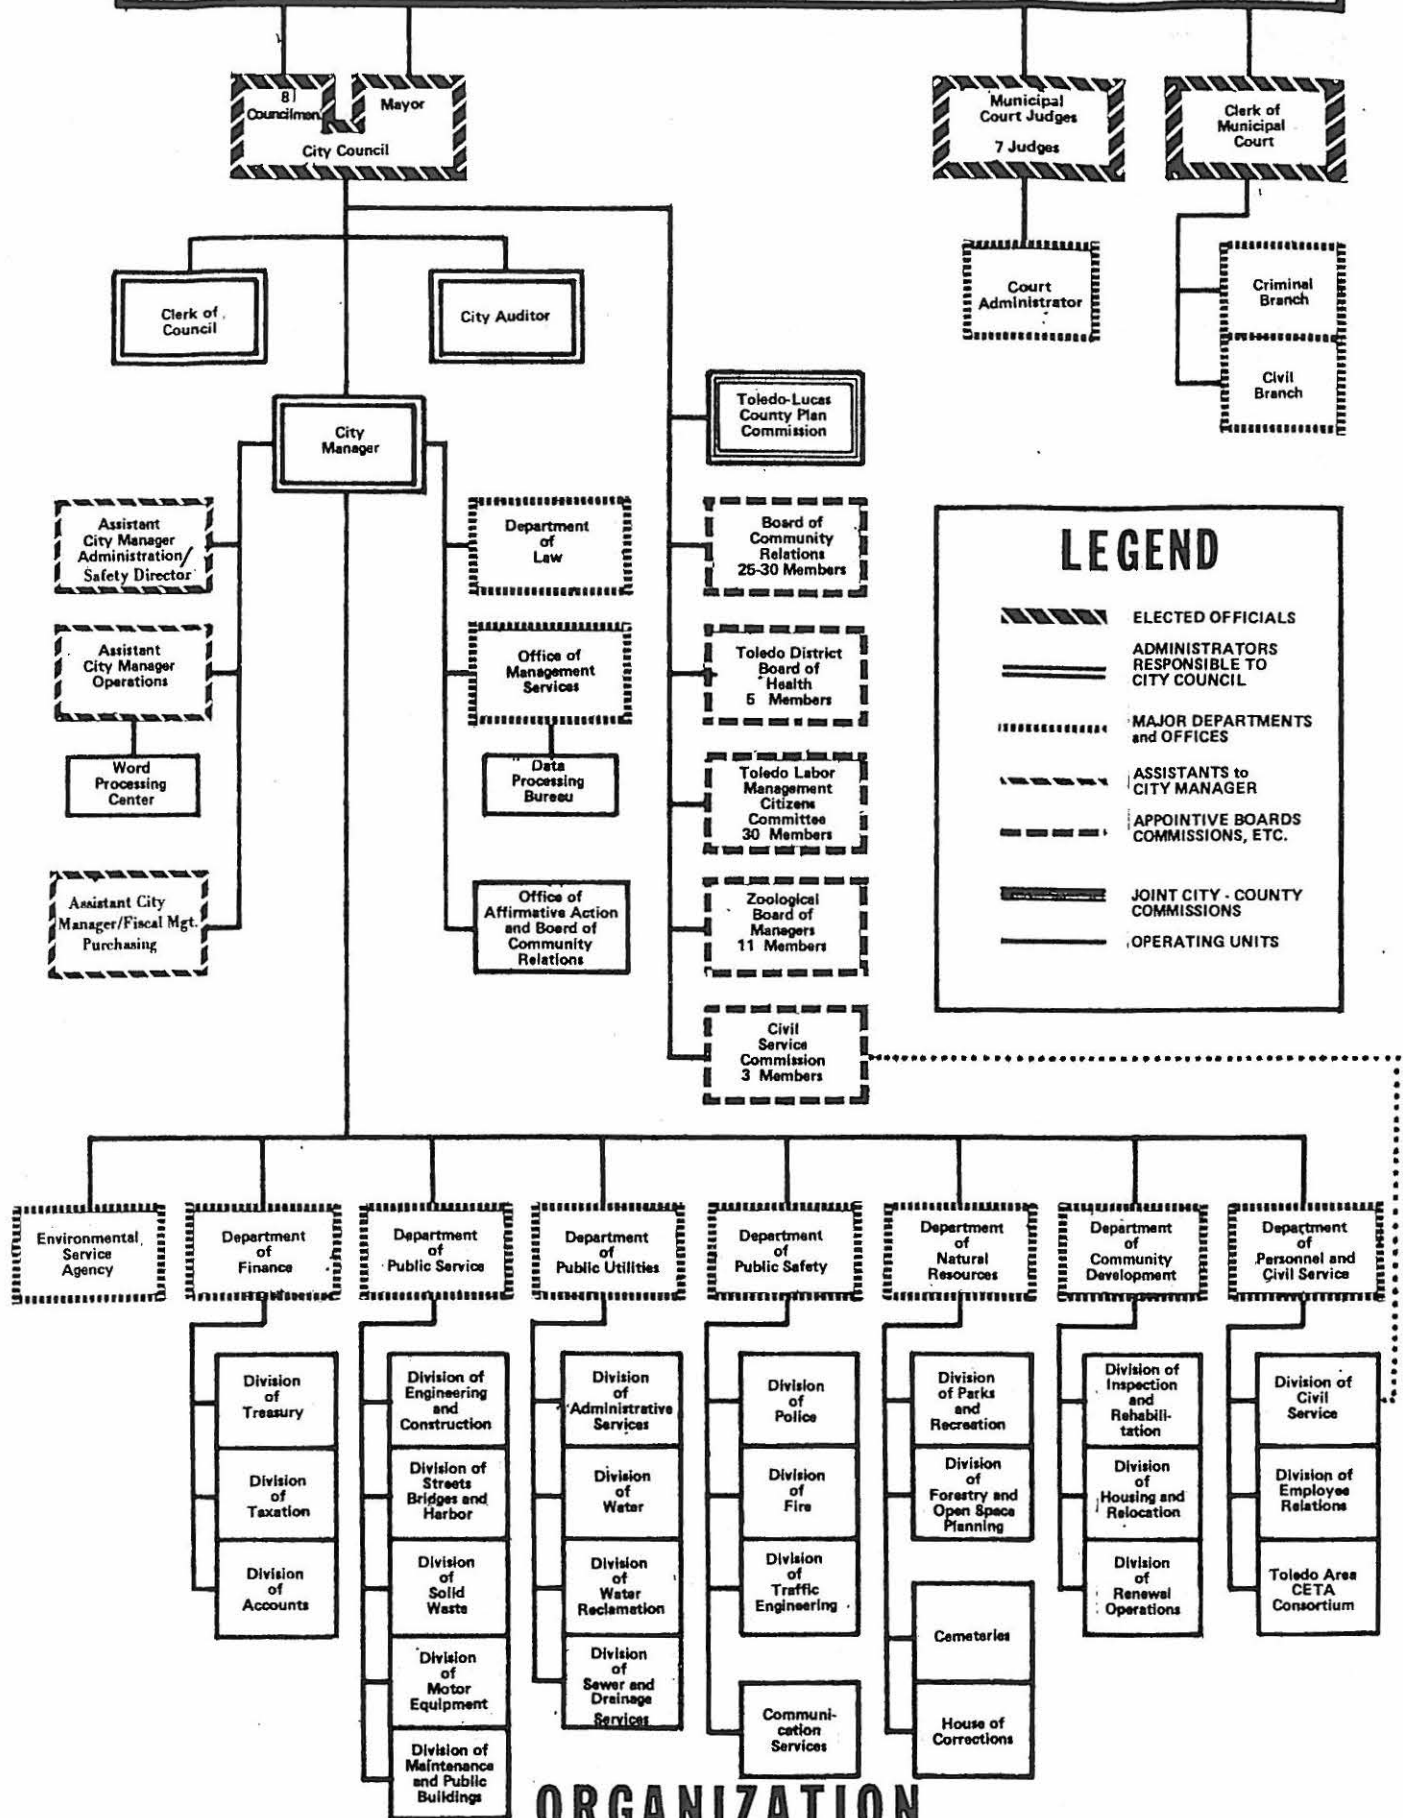 8
Councilmen
Mayor
City Council
Municipal
Court Judges
7 Judges
Clerk of
Municipal
Court
Clerk of
Council
City Auditor
Court
Administrator
Criminal
Branch
Civil
Branch
City
Manager
Toledo-Lucas
County Plan
Commission
Assistant
City Manager
Administration/
Safety Director
Department
of
Law
Board of
Community
Relations
25-30 Members
Assistant
City Manager
Operations
Office of
Management
Services
Toledo District
Board of
Health
5 Members
Word
Processing
Center
Data
Processing
Bureau
Toledo Labor
Management
Citizens
Committee
30 Members
Assistant City
Manager/Fiscal Mgt.
Purchasing
Office of
Affirmative Action
and Board of
Community
Relations
Zoological
Board of
Managers
11 Members
Civil
Service
Commission
3 Members
LEGEND
ELECTED OFFICIALS
ADMINISTRATORS
RESPONSIBLE TO
CITY COUNCIL
MAJOR DEPARTMENTS
and OFFICES
ASSISTANTS to
CITY MANAGER
APPOINTIVE BOARDS
COMMISSIONS, ETC.
JOINT CITY - COUNTY
COMMISSIONS
OPERATING UNITS
Environmental
Service
Agency
Department
of
Finance
Department
of
Public Service
Department
of
Public Utilities
Department
of
Public Safety
Department
of
Natural
Resources
Department
of
Community
Development
Department
of
Personnel and
Civil Service
Division
of
Treasury
Division
of
Taxation
Division
of
Accounts
Division of
Engineering
and
Construction
Division of
Streets
Bridges and
Harbor
Division
of
Solid
Waste
Division
of
Motor
Equipment
Division of
Maintenance
and Public
Buildings
Division
of
Administrative
Services
Division
of
Water
Division
of
Water
Reclamation
Division
of
Sewer and
Drainage
Services
Division
of
Police
Division
of
Fire
Division
of
Traffic
Engineering
Communi-
cation
Services
Division
of Parks
and
Recreation
Division
of
Forestry and
Open Space
Planning
Cemeteries
House of
Corrections
Division of
Inspection
and
Rehabili-
tation
Division
of
Housing and
Relocation
Division
of
Renewal
Operations
Division of
Civil
Service
Division of
Employee
Relations
Toledo Area
CETA
Consortium
ORGANIZATION